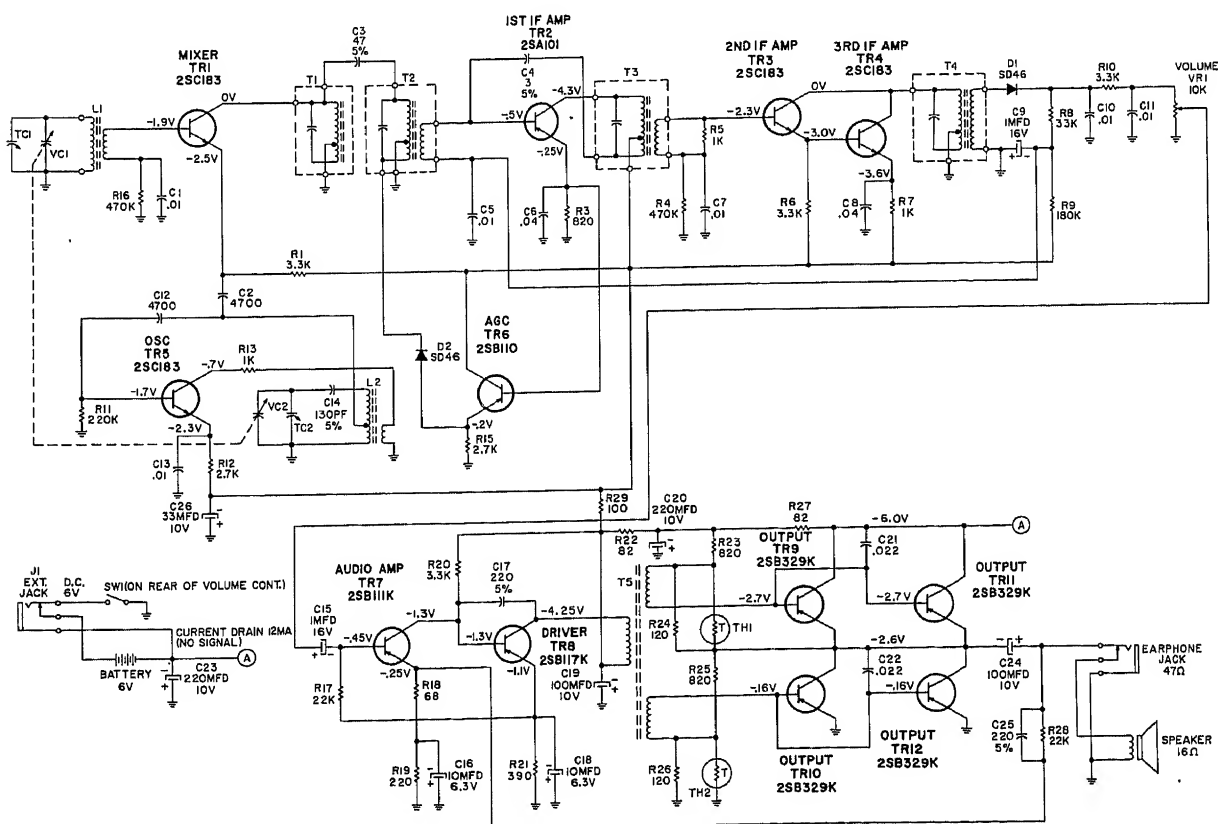 MIXER
TR1
2SC183
C3
47
5%
1ST IF AMP
TR2
2SA101
C4
3
5%
2ND IF AMP
TR3
2SC183
3RD IF AMP
TR4
2SC183
T1
T2
T3
T4
D1
SD46
R10
3.3K
VOLUME
VR1
10K
TC1
VC1
L1
-1.9V
0V
-2.5V
-.5V
-4.3V
-.25V
R5
1K
-2.3V
0V
-3.0V
-3.6V
C9
1MFD
16V
R8
33K
C10
.01
C11
.01
R16
470K
C1
.01
C5
.01
C6
.04
R3
820
R4
470K
C7
.01
R6
3.3K
C8
.04
R7
1K
R9
180K
R1
3.3K
C12
4700
C2
4700
OSC
TR5
2SC183
R13
1K
-.7V
-1.7V
R11
220K
-2.3V
VC2
TC2
C14
130PF
5%
L2
D2
SD46
AGC
TR6
2SB110
-.2V
R15
2.7K
C13
.01
R12
2.7K
C26
33MFD
10V
R29
100
C20
220MFD
10V
R22
82
R23
820
R27
82
-6.0V
A
C21
.022
OUTPUT
TR9
2SB329K
OUTPUT
TR11
2SB329K
J1
EXT.
JACK
D.C.
6V
SW1(ON REAR OF VOLUME CONT.)
CURRENT DRAIN 12MA
(NO SIGNAL)
A
BATTERY
6V
C23
220MFD
10V
AUDIO AMP
TR7
2SB111K
R20
3.3K
C17
220
5%
C15
1MFD
16V
-.45V
-1.3V
-.25V
-1.3V
-4.25V
DRIVER
TR8
2SB117K
-1.1V
C19
100MFD
10V
T5
R24
120
T
TH1
R25
820
-2.7V
-2.7V
-2.6V
C22
.022
-.16V
-.16V
C24
100MFD
10V
EARPHONE
JACK
47Ω
R17
22K
R18
68
R19
220
C16
10MFD
6.3V
R21
390
C18
10MFD
6.3V
R26
120
T
TH2
OUTPUT
TR10
2SB329K
OUTPUT
TR12
2SB329K
C25
220
5%
R28
22K
SPEAKER
16Ω